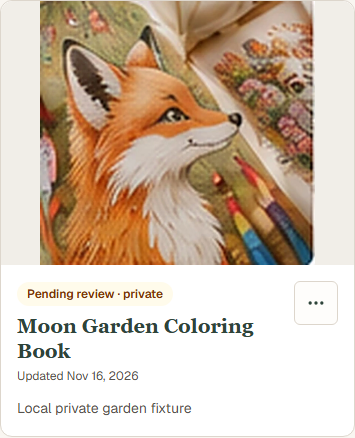 Pending review · private
Moon Garden Coloring
Book
Updated Nov 16, 2026
Local private garden fixture